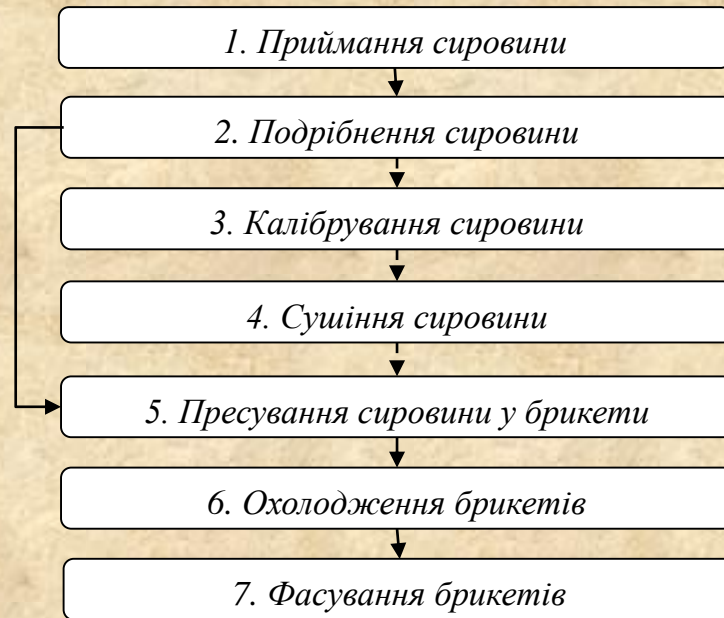 1. Приймання сировини
2. Подрібнення сировини
3. Калібрування сировини
4. Сушіння сировини
5. Пресування сировини у брикети
6. Охолодження брикетів
7. Фасування брикетів